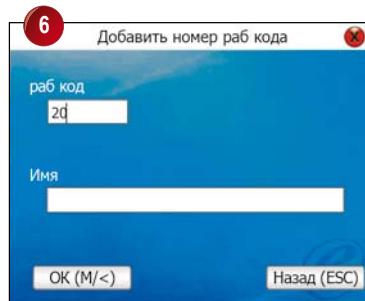 6
Добавить номер раб кода
раб код
20
Имя
OK (M/<)
Назад (ESC)